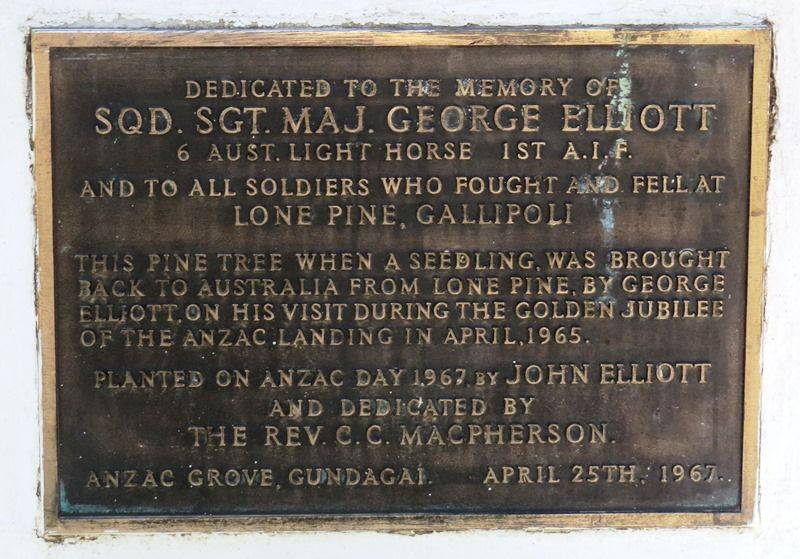 DEDICATED TO THE MEMORY OF
SQD. SGT. MAJ. GEORGE ELLIOTT
6 AUST. LIGHT HORSE 1ST A.I.F.
AND TO ALL SOLDIERS WHO FOUGHT AND FELL AT
LONE PINE, GALLIPOLI
THIS PINE TREE WHEN A SEEDLING, WAS BROUGHT
BACK TO AUSTRALIA FROM LONE PINE, BY GEORGE
ELLIOTT, ON HIS VISIT DURING THE GOLDEN JUBILEE
OF THE ANZAC LANDING IN APRIL, 1965.
PLANTED ON ANZAC DAY 1967, BY JOHN ELLIOTT
AND DEDICATED BY
THE REV. C. C. MACPHERSON.
ANZAC GROVE, GUNDAGAI. APRIL 25TH, 1967.